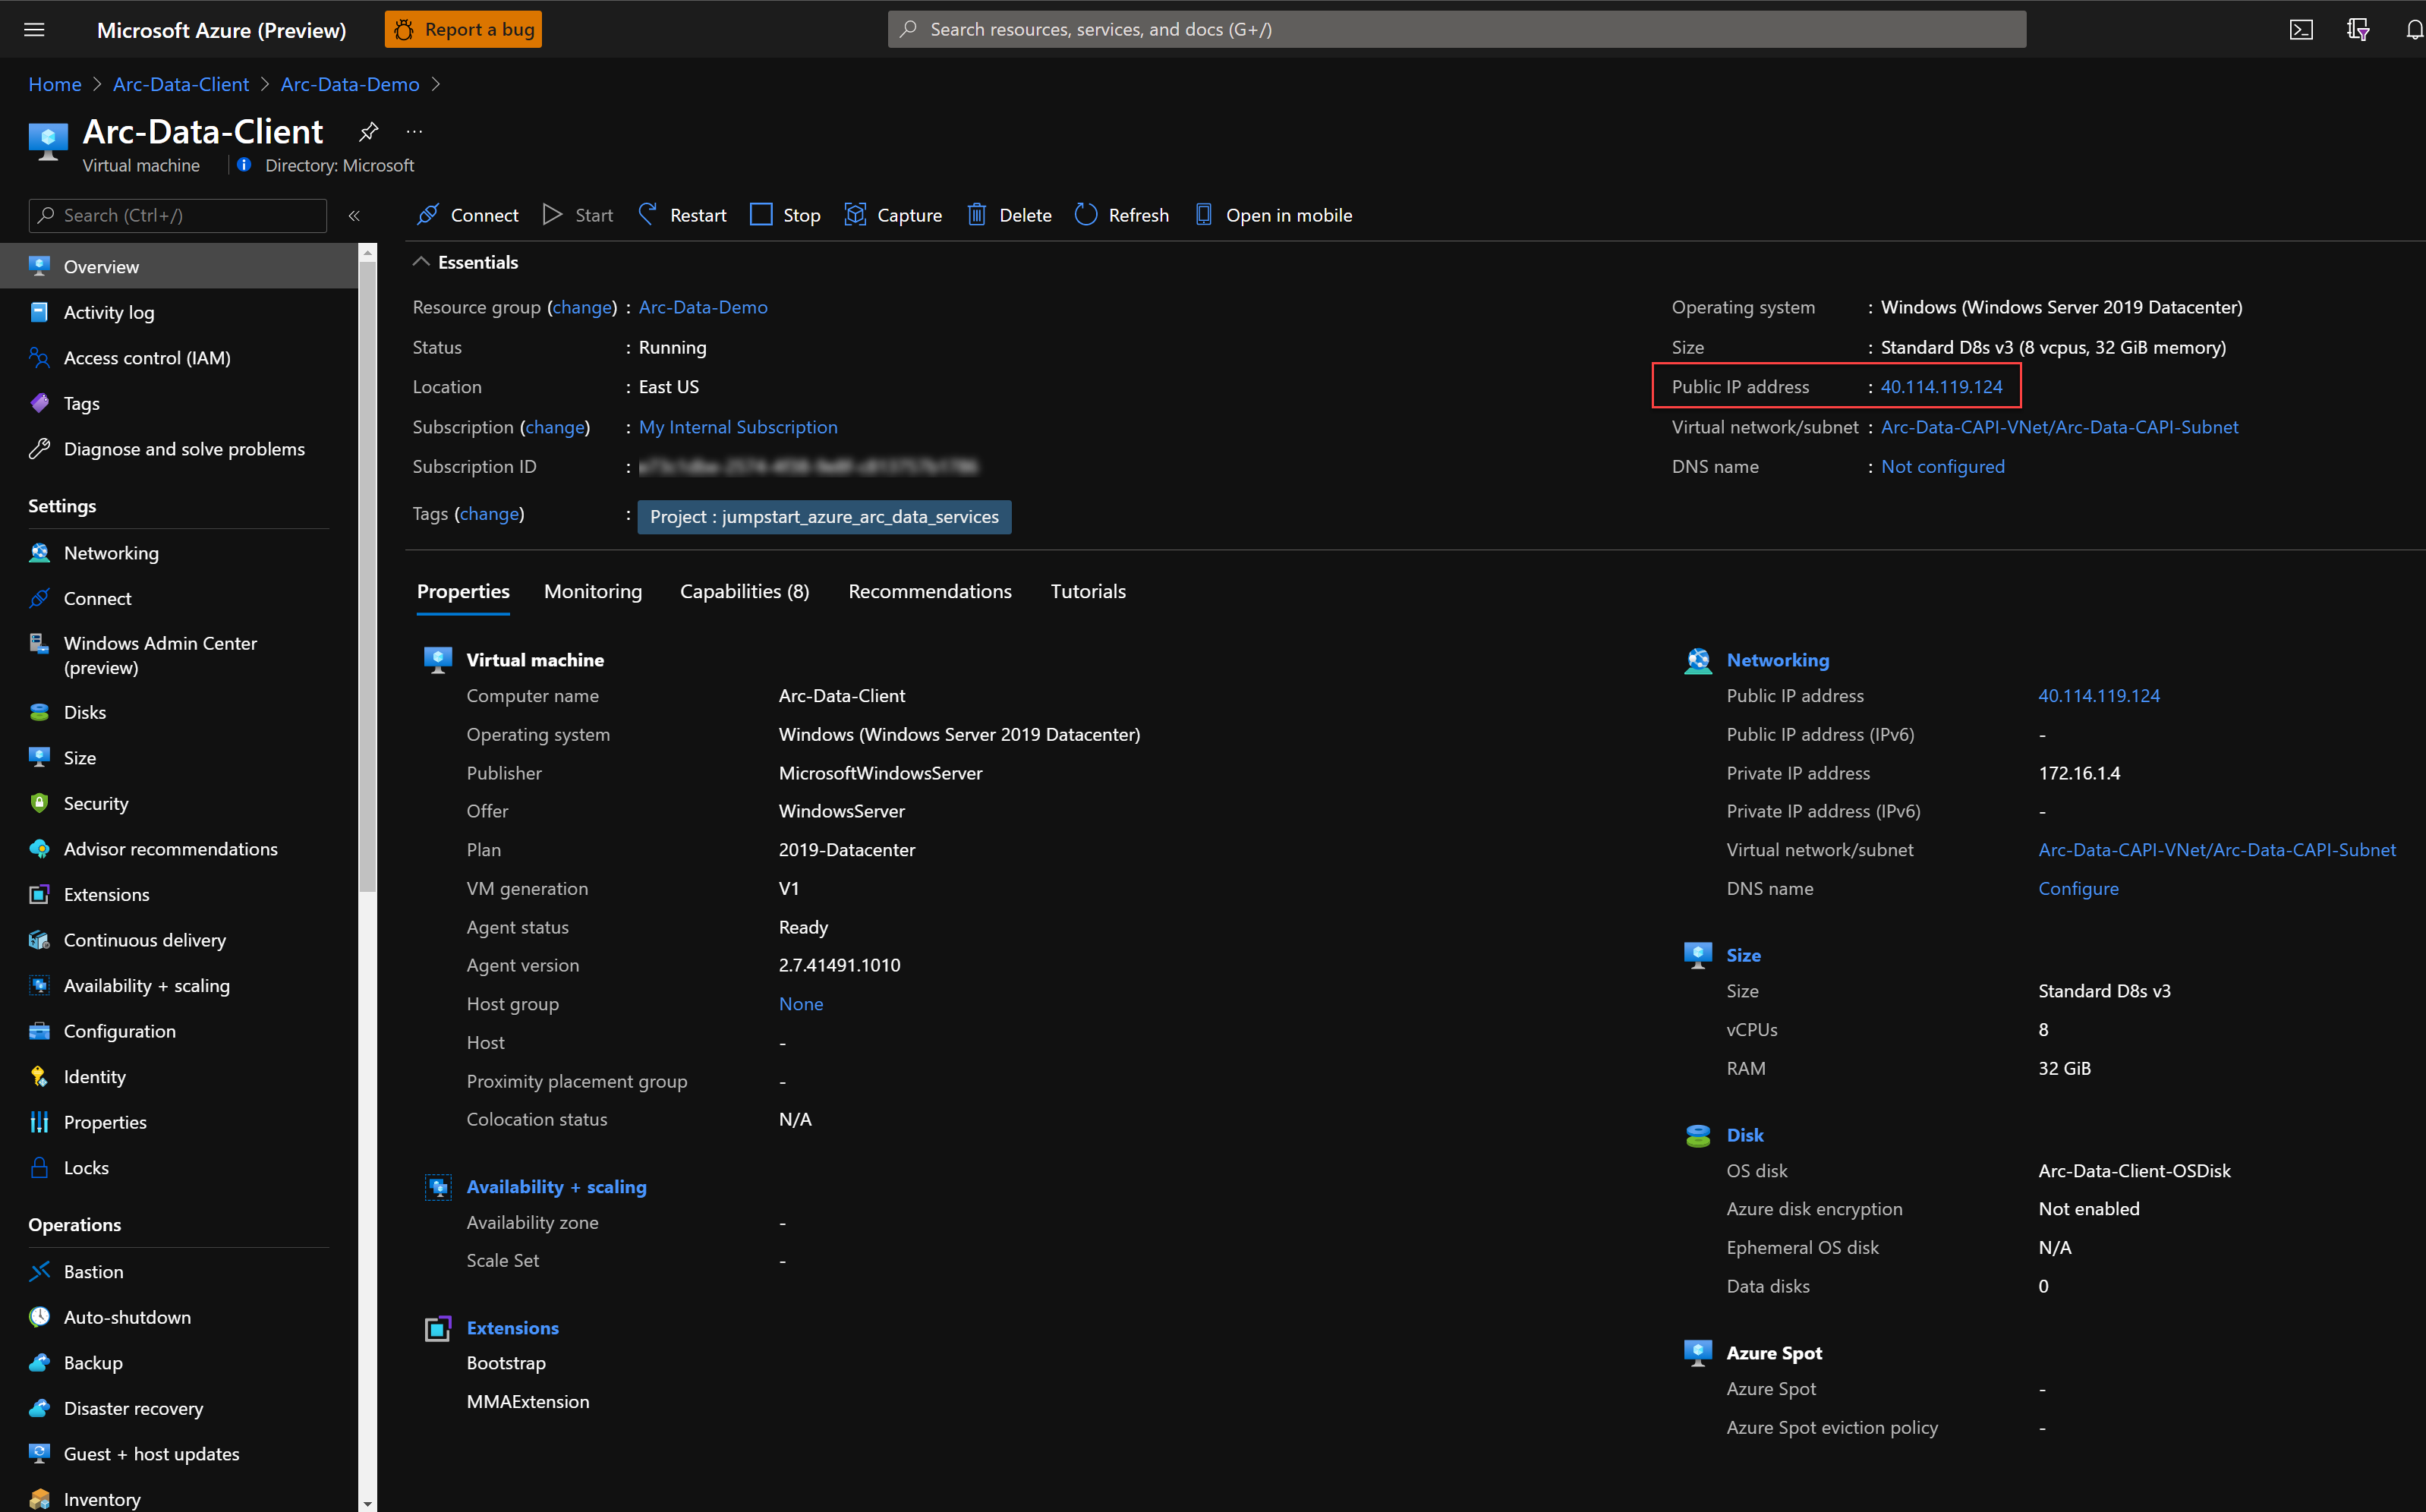 Microsoft Azure (Preview)
Report a bug
Search resources, services, and docs (G+/)
Home > Arc-Data-Client > Arc-Data-Demo >
Arc-Data-Client
Virtual machine | Directory: Microsoft
Search (Ctrl+/)
«
Overview
Activity log
Access control (IAM)
Tags
Diagnose and solve problems
Settings
Networking
Connect
Windows Admin Center
(preview)
Disks
Size
Security
Advisor recommendations
Extensions
Continuous delivery
Availability + scaling
Configuration
Identity
Properties
Locks
Operations
Bastion
Auto-shutdown
Backup
Disaster recovery
Guest + host updates
Inventory
Connect Start Restart Stop Capture Delete Refresh Open in mobile
Essentials
Resource group (change) : Arc-Data-Demo
Status : Running
Location : East US
Subscription (change) : My Internal Subscription
Subscription ID :
Tags (change) : Project : jumpstart_azure_arc_data_services
Operating system : Windows (Windows Server 2019 Datacenter)
Size : Standard D8s v3 (8 vcpus, 32 GiB memory)
Public IP address : 40.114.119.124
Virtual network/subnet : Arc-Data-CAPI-VNet/Arc-Data-CAPI-Subnet
DNS name : Not configured
Properties Monitoring Capabilities (8) Recommendations Tutorials
Virtual machine
Computer name Arc-Data-Client
Operating system Windows (Windows Server 2019 Datacenter)
Publisher MicrosoftWindowsServer
Offer WindowsServer
Plan 2019-Datacenter
VM generation V1
Agent status Ready
Agent version 2.7.41491.1010
Host group None
Host -
Proximity placement group -
Colocation status N/A
Availability + scaling
Availability zone -
Scale Set -
Extensions
Bootstrap
MMAExtension
Networking
Public IP address 40.114.119.124
Public IP address (IPv6) -
Private IP address 172.16.1.4
Private IP address (IPv6) -
Virtual network/subnet Arc-Data-CAPI-VNet/Arc-Data-CAPI-Subnet
DNS name Configure
Size
Size Standard D8s v3
vCPUs 8
RAM 32 GiB
Disk
OS disk Arc-Data-Client-OSDisk
Azure disk encryption Not enabled
Ephemeral OS disk N/A
Data disks 0
Azure Spot
Azure Spot -
Azure Spot eviction policy -